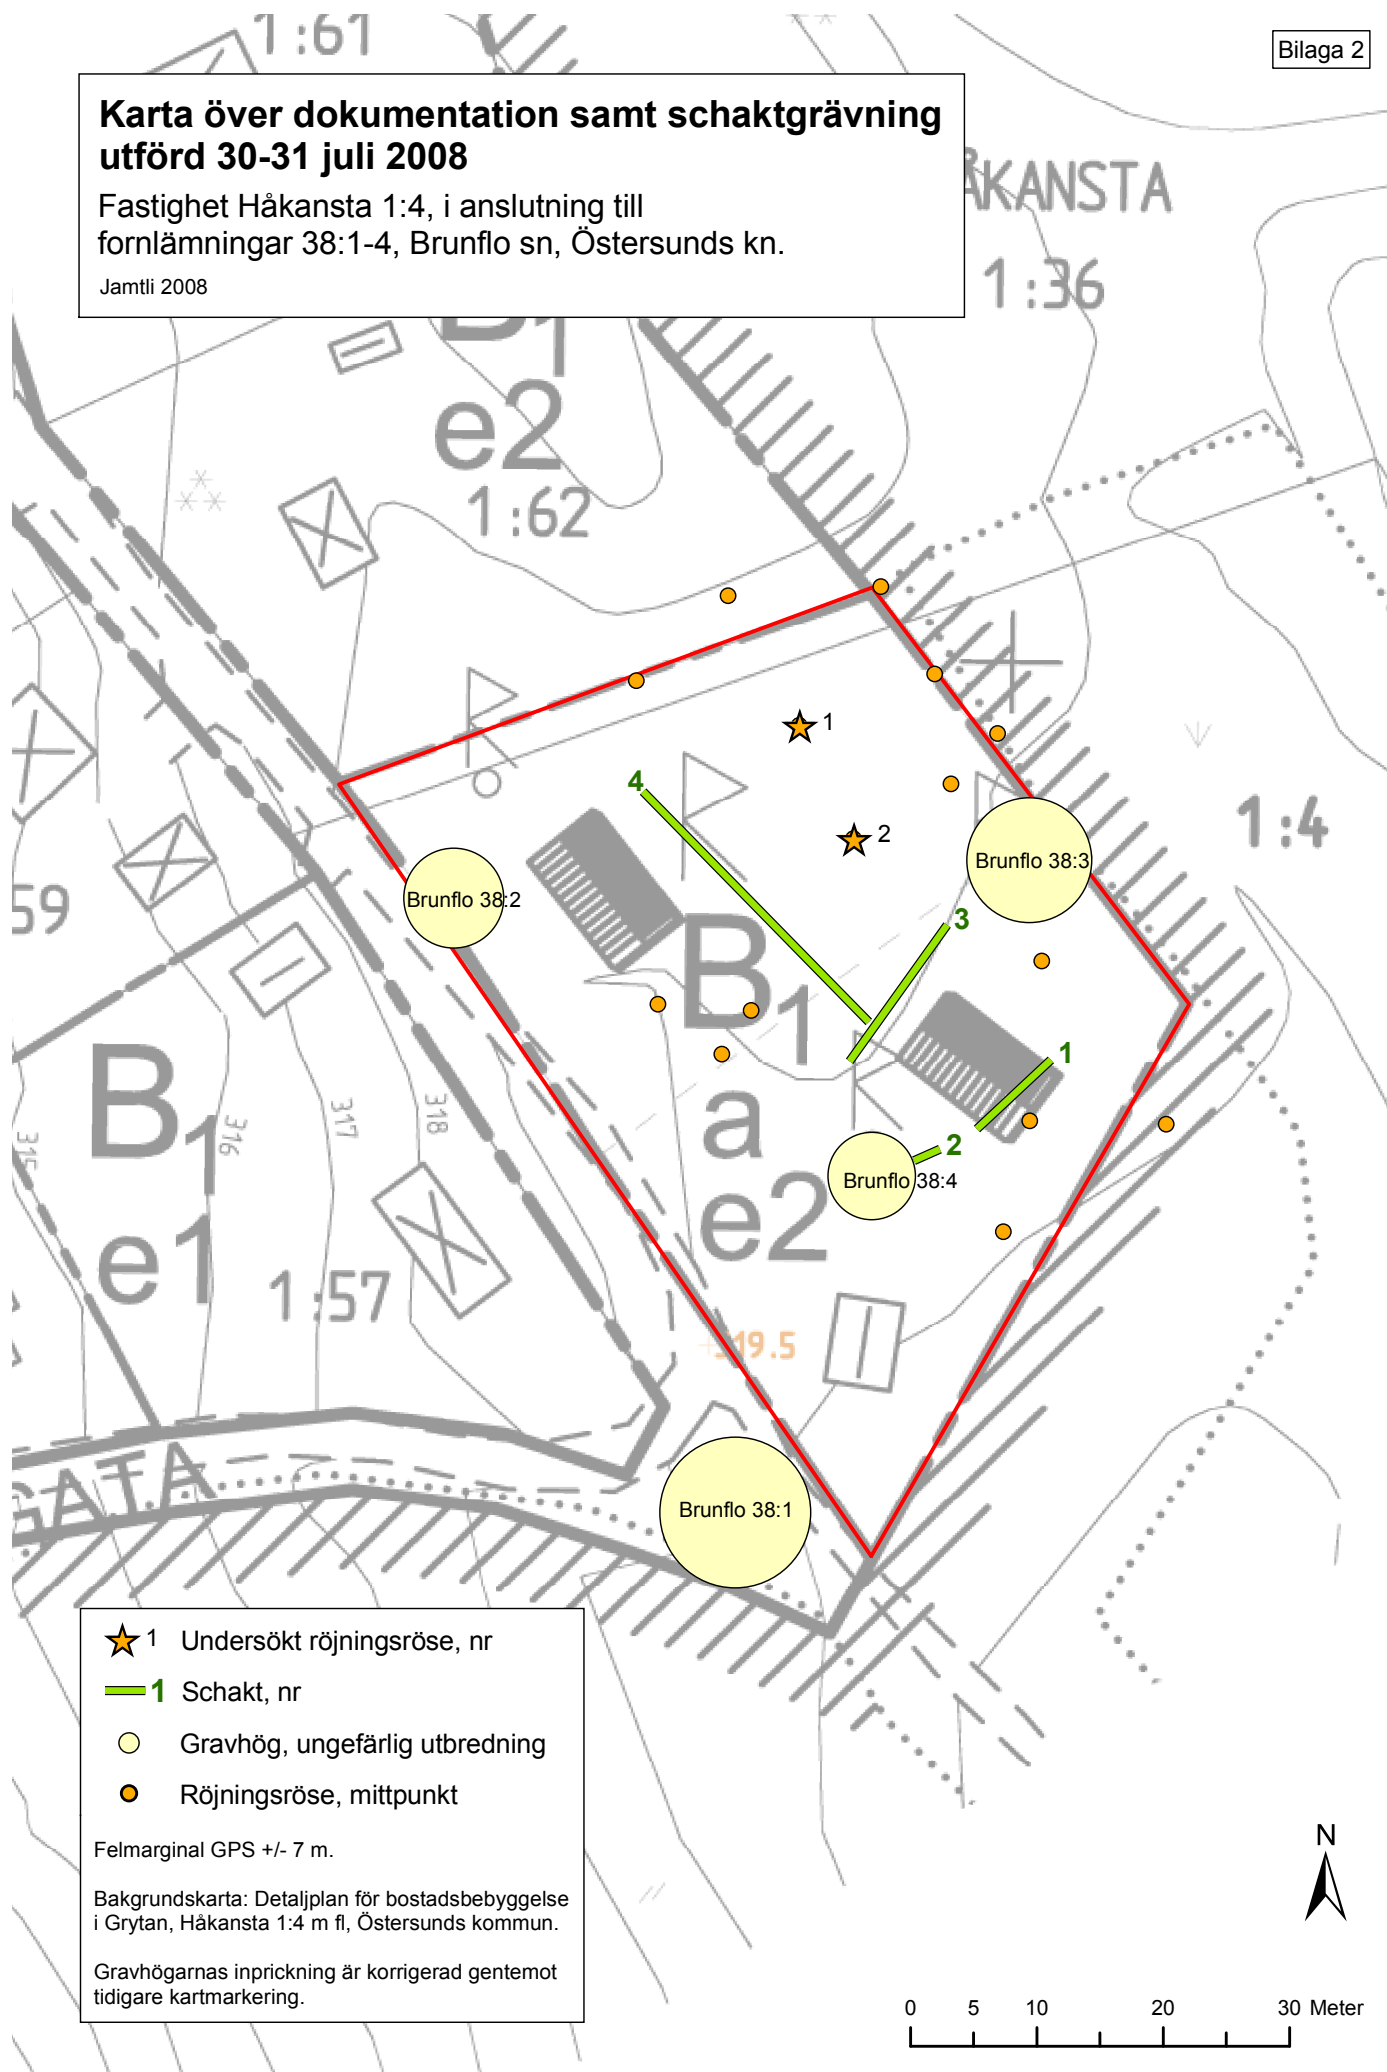 1:61
Bilaga 2
Karta över dokumentation samt schaktgrävning
utförd 30-31 juli 2008
Fastighet Håkansta 1:4, i anslutning till
fornlämningar 38:1-4, Brunflo sn, Östersunds kn.
Jamtli 2008
ÅKANSTA
1:36
B1
e2
1:62
1
4
2
1:4
Brunflo 38:3
Brunflo 38:2
59
3
B1
1
B1
a
316
317
318
315
2
Brunflo 38:4
e2
e1
1:57
319.5
GATA
Brunflo 38:1
1 Undersökt röjningsröse, nr
1 Schakt, nr
Gravhög, ungefärlig utbredning
Röjningsröse, mittpunkt
Felmarginal GPS +/- 7 m.
Bakgrundskarta: Detaljplan för bostadsbebyggelse
i Grytan, Håkansta 1:4 m fl, Östersunds kommun.
Gravhögarnas inprickning är korrigerad gentemot
tidigare kartmarkering.
N
0 5 10 20 30 Meter